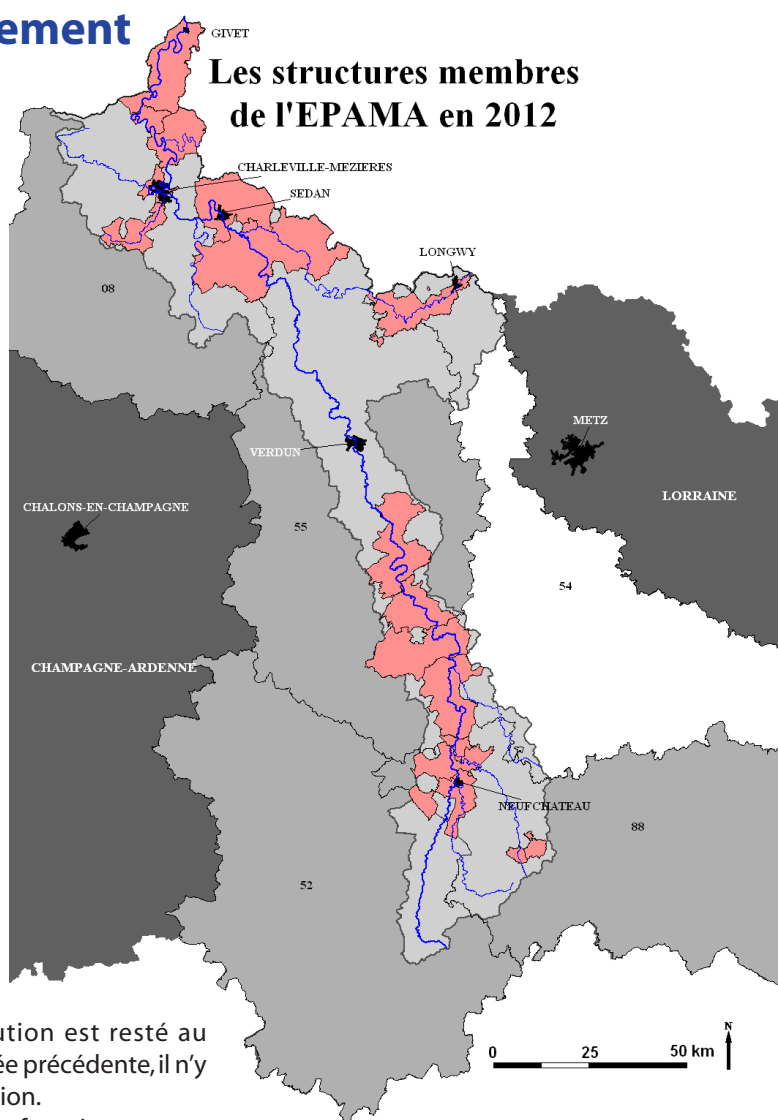 ement
Les structures membres
de l'EPAMA en 2012
GIVET
CHARLEVILLE-MEZIERES
SEDAN
LONGWY
08
METZ
VERDUN
LORRAINE
CHALONS-EN-CHAMPAGNE
55
54
CHAMPAGNE-ARDENNE
NEUFCHATEAU
88
52
ution est resté au
ée précédente, il n'y
ion.
0 25 50 km
N